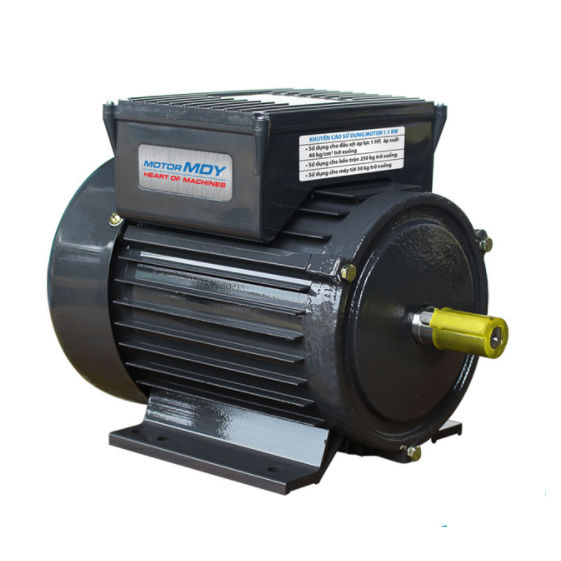 MOTOR MDY
HEART OF MACHINES
KHUYẾN CÁO SỬ DỤNG MOTOR 1.1 KW
• Sử dụng cho đầu xịt áp lực 1 HP, áp suất
40 kg/cm² trở xuống
• Sử dụng cho bồn trộn 250 kg trở xuống
• Sử dụng cho máy tời 50 kg trở xuống